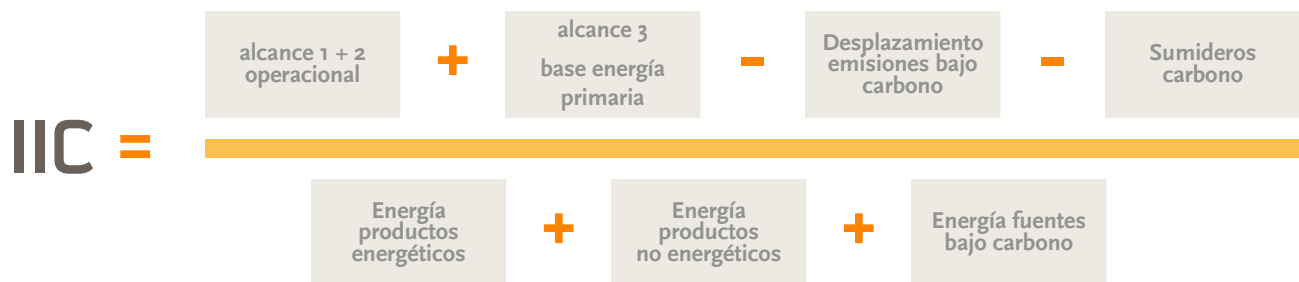 IIC =
alcance 1 + 2
operacional
+
alcance 3
base energía
primaria
-
Desplazamiento
emisiones bajo
carbono
-
Sumideros
carbono
Energía
productos
energéticos
+
Energía
productos
no energéticos
+
Energía fuentes
bajo carbono